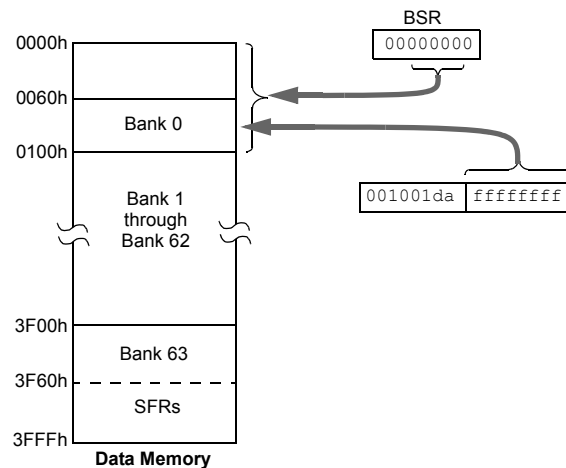 BSR
0000h
00000000
0060h
Bank 0
0100h
001001da ffffffff
Bank 1
through
Bank 62
3F00h
Bank 63
3F60h
SFRs
3FFFh
Data Memory